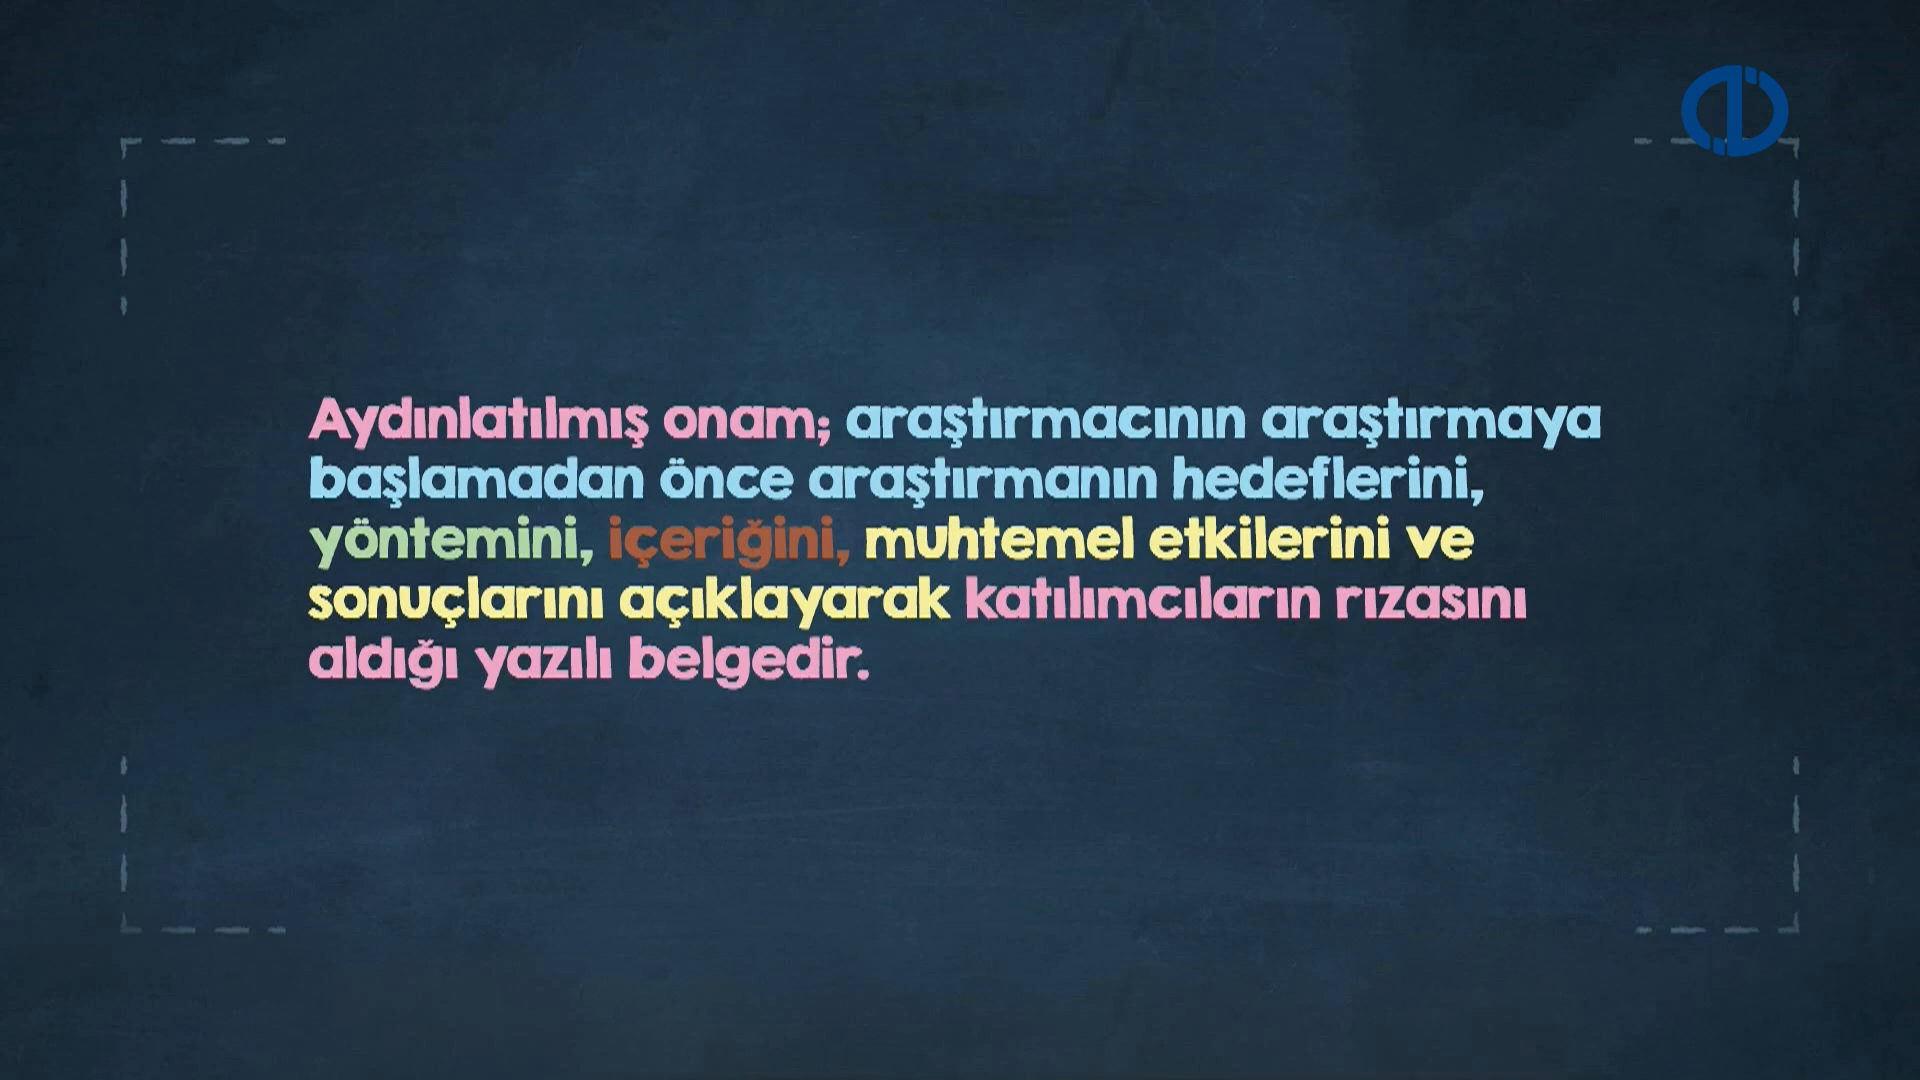 Aydınlatılmış onam; araştırmacının araştırmaya
başlamadan önce araştırmanın hedeflerini,
yöntemini, içeriğini, muhtemel etkilerini ve
sonuçlarını açıklayarak katılımcıların rızasını
aldığı yazılı belgedir.